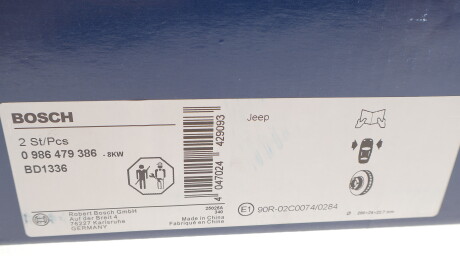 BOSCH
2 St/Pcs
0 986 479 386 - 8KW
BD1336
Robert Bosch GmbH
Auf der Breit 4
76227 Karlsruhe
GERMANY
4 047024 429093
Made in China
Fabriqué en Chine
Jeep
E1 90R-02C0074/0284